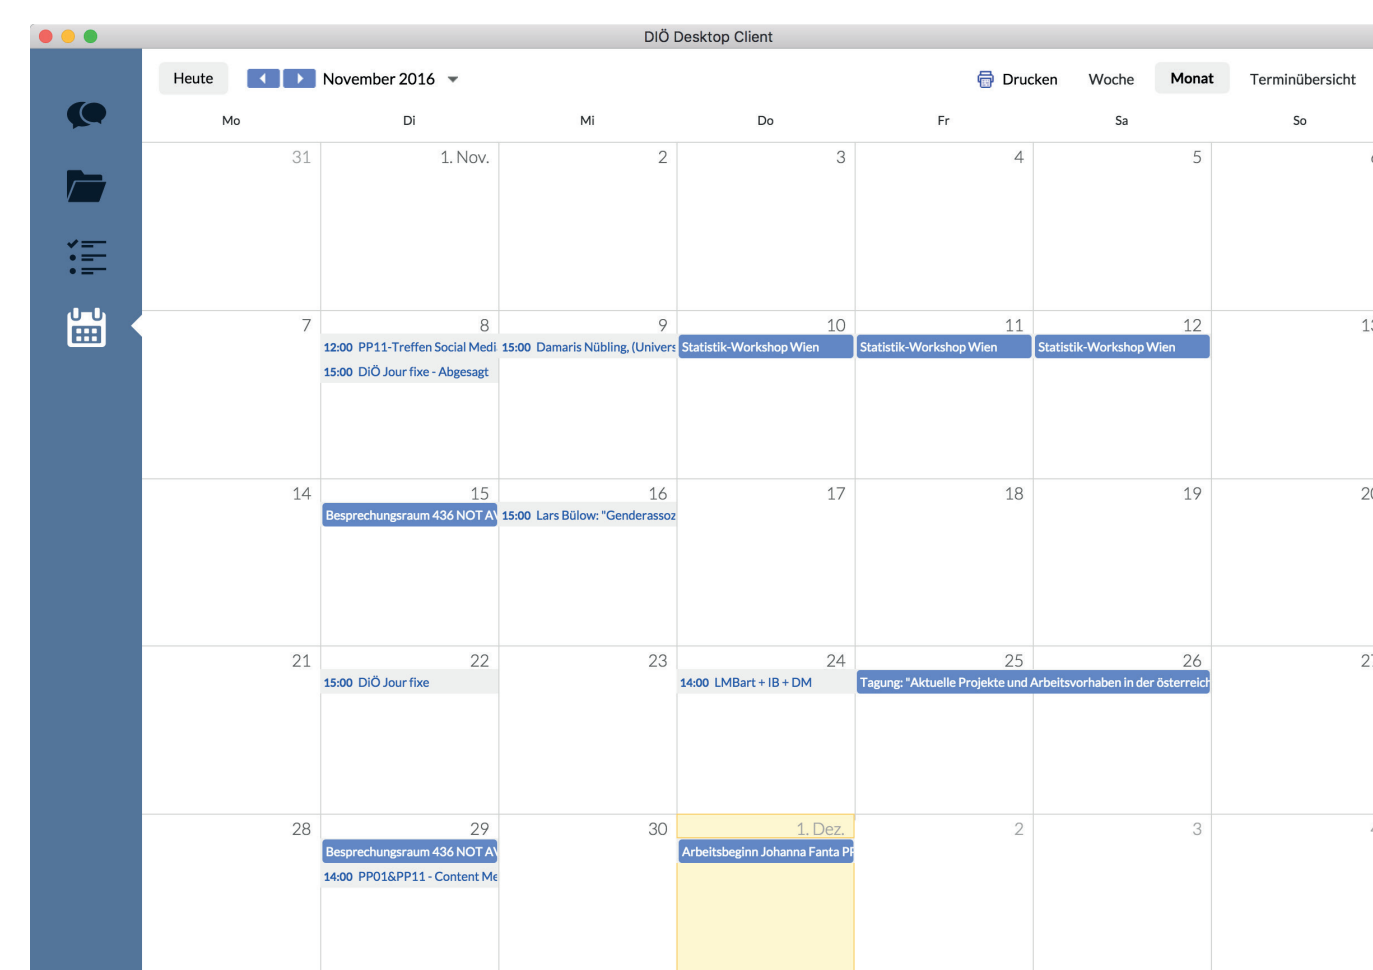 DIÖ Desktop Client
Heute
November 2016
Drucken
Woche
Monat
Terminübersicht
Mo Di Mi Do Fr Sa So
31 1. Nov. 2 3 4 5
7 8 9 10 11 12
12:00 PP11-Treffen Social Medi
15:00 DiÖ Jour fixe - Abgesagt
15:00 Damaris Nübling, (Univers
Statistik-Workshop Wien
Statistik-Workshop Wien
Statistik-Workshop Wien
14 15 16 17 18 19
Besprechungsraum 436 NOT AV
15:00 Lars Bülow: "Genderassoz
21 22 23 24 25 26
15:00 DiÖ Jour fixe
14:00 LMBart + IB + DM
Tagung: "Aktuelle Projekte und Arbeitsvorhaben in der österreich
28 29 30 1. Dez. 2 3
Besprechungsraum 436 NOT AV
14:00 PP01&PP11 - Content Me
Arbeitsbeginn Johanna Fanta PP